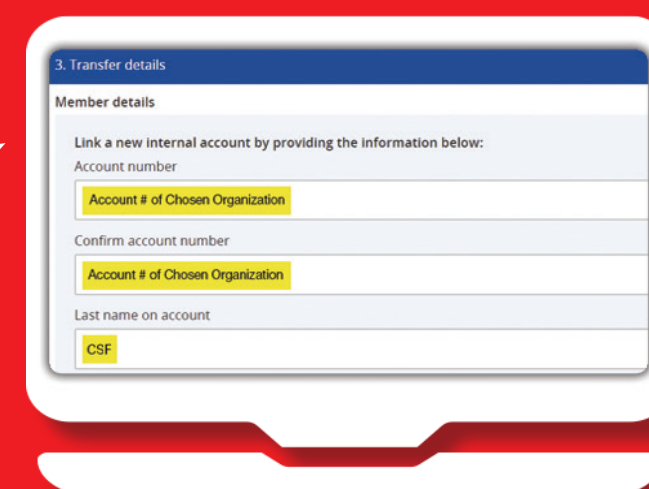 3. Transfer details
Member details
Link a new internal account by providing the information below:
Account number
Account # of Chosen Organization
Confirm account number
Account # of Chosen Organization
Last name on account
CSF